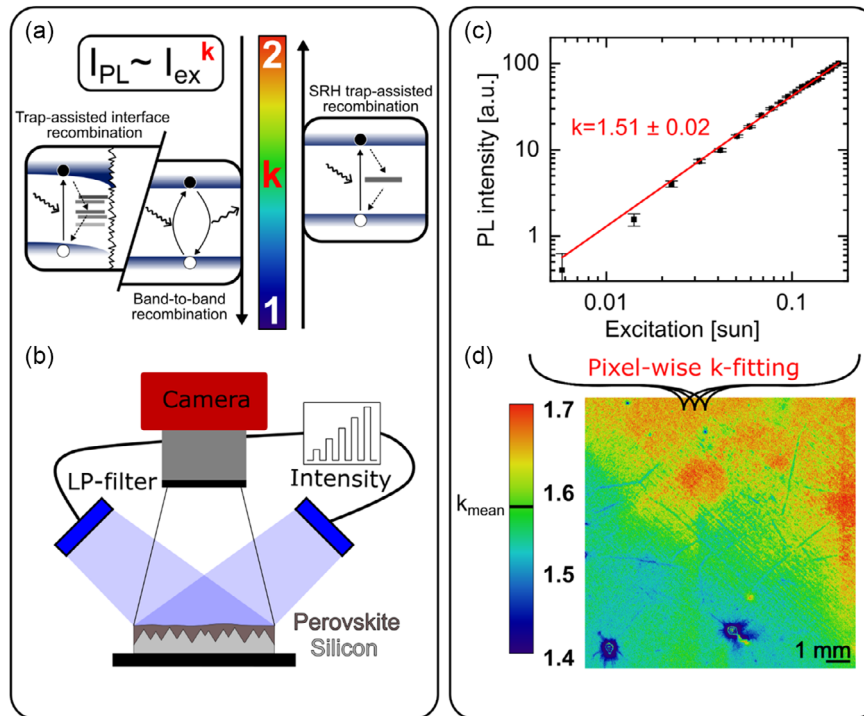 (a)
I_PL ~ I_ex^k
Trap-assisted interface
recombination
Band-to-band
recombination
2
k
1
SRH trap-assisted
recombination
(b)
Camera
LP-filter
Intensity
Perovskite
Silicon
(c)
PL intensity [a.u.]
100
10
1
k=1.51 ± 0.02
0.01
0.1
Excitation [sun]
(d)
Pixel-wise k-fitting
k_mean
1.7
1.6
1.5
1.4
1 mm